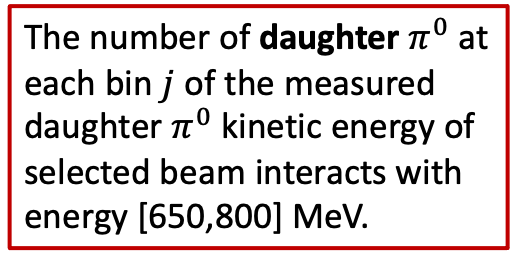 The number of daughter π⁰ at
each bin j of the measured
daughter π⁰ kinetic energy of
selected beam interacts with
energy [650,800] MeV.